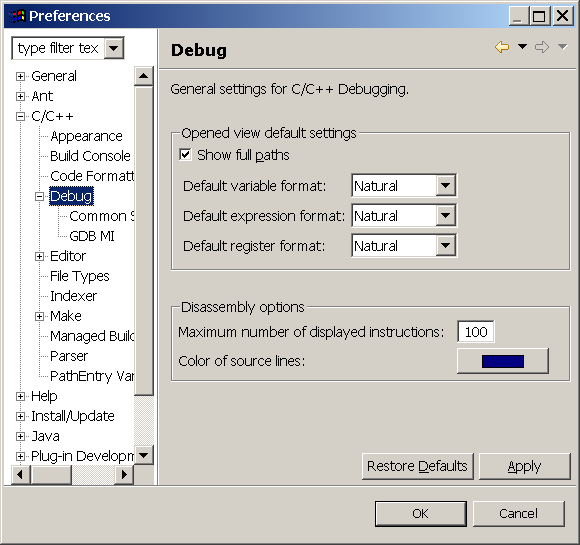 Preferences
type filter tex
General
Ant
C/C++
Appearance
Build Console
Code Formatt
Debug
Common S
GDB MI
Editor
File Types
Indexer
Make
Managed Build
Parser
PathEntry Var
Help
Install/Update
Java
Plug-in Developm
Debug
General settings for C/C++ Debugging.
Opened view default settings
Show full paths
Default variable format: Natural
Default expression format: Natural
Default register format: Natural
Disassembly options
Maximum number of displayed instructions: 100
Color of source lines:
Restore Defaults Apply
OK Cancel